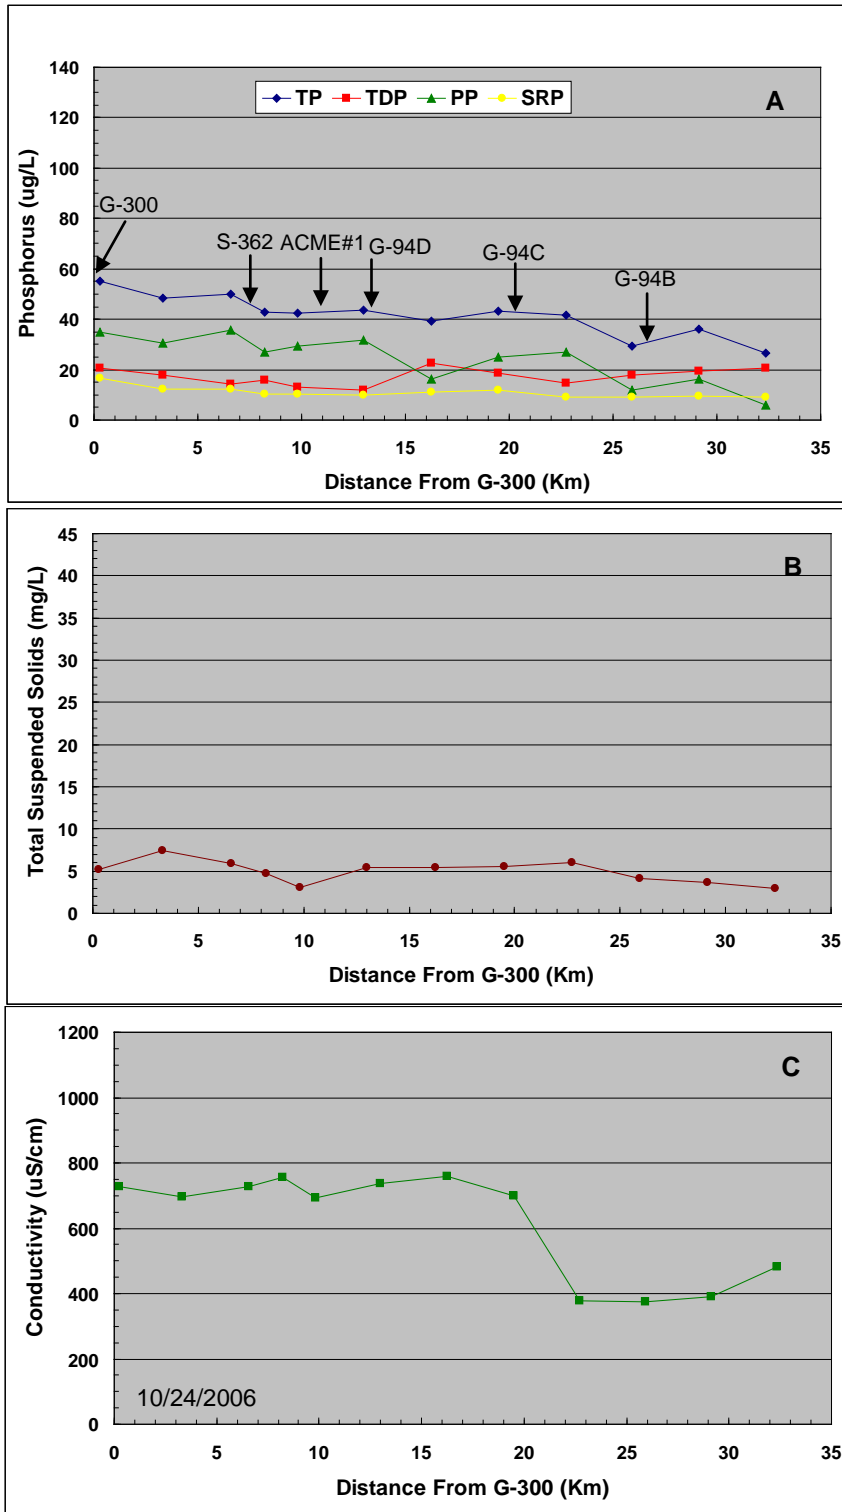 140
120
100
80
60
40
20
0
Phosphorus (ug/L)
TP TDP PP SRP
A
G-300
S-362
ACME#1
G-94D
G-94C
G-94B
0 5 10 15 20 25 30 35
Distance From G-300 (Km)
45
40
35
30
25
20
15
10
5
0
Total Suspended Solids (mg/L)
B
0 5 10 15 20 25 30 35
Distance From G-300 (Km)
1200
1000
800
600
400
200
0
Conductivity (uS/cm)
C
10/24/2006
0 5 10 15 20 25 30 35
Distance From G-300 (Km)